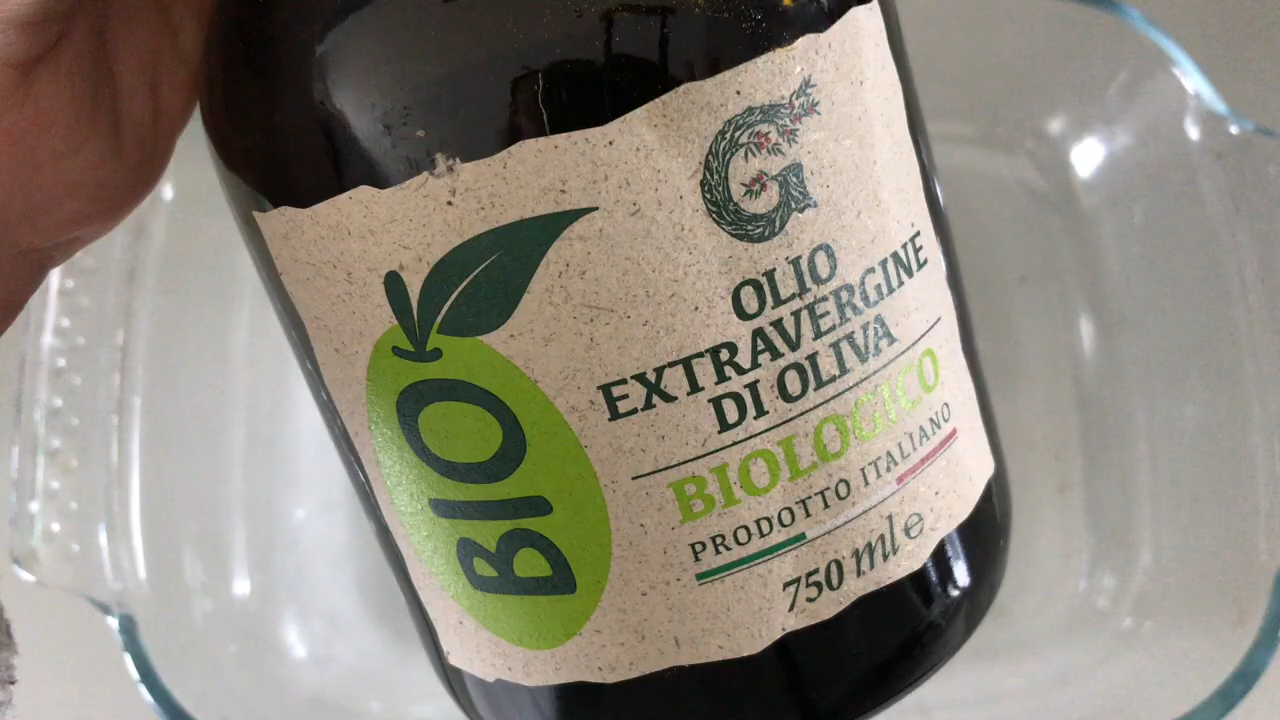 G
OLIO
EXTRAVERGINE
DI OLIVA
BIOLOGICO
PRODOTTO ITALIANO
750 ml e
BIO